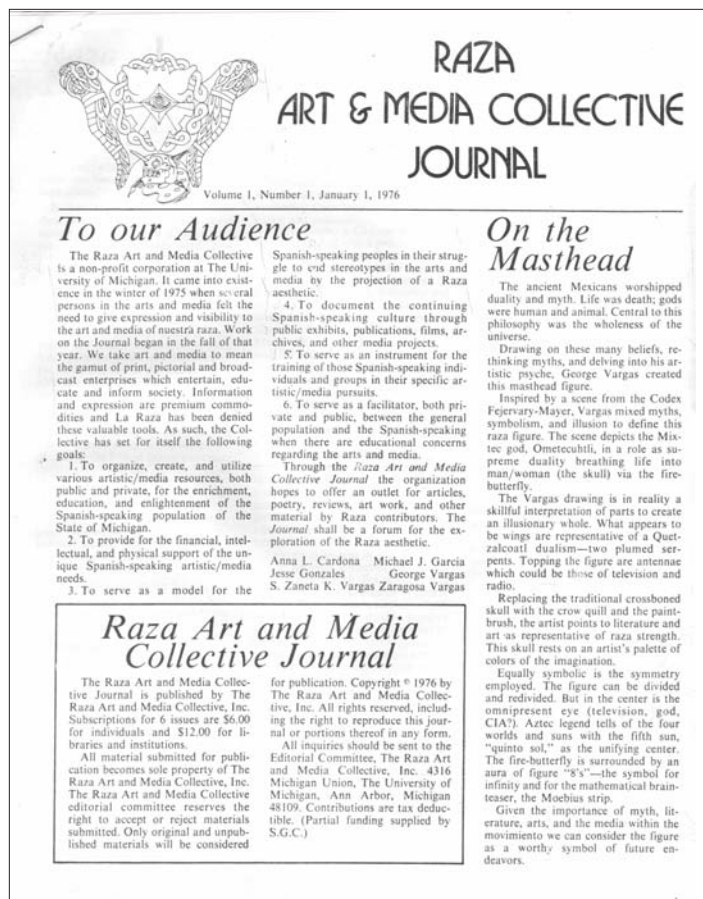 RAZA
ART & MEDIA COLLECTIVE
JOURNAL
Volume 1, Number 1, January 1, 1976
To our Audience
The Raza Art and Media Collective
is a non-profit corporation at The Uni-
versity of Michigan. It came into exist-
ence in the winter of 1975 when several
persons in the arts and media felt the
need to give expression and visibility to
the art and media of nuestra raza. Work
on the Journal began in the fall of that
year. We take art and media to mean
the gamut of print, pictorial and broad-
cast enterprises which entertain, edu-
cate and inform society. Information
and expression are premium commo-
dities and La Raza has been denied
these valuable tools. As such, the Col-
lective has set for itself the following
goals:
1. To organize, create, and utilize
various artistic/media resources, both
public and private, for the enrichment,
education, and enlightenment of the
Spanish-speaking population of the
State of Michigan.
2. To provide for the financial, intel-
lectual, and physical support of the un-
ique Spanish-speaking artistic/media
needs.
3. To serve as a model for the
Spanish-speaking peoples in their strug-
gle to end stereotypes in the arts and
media by the projection of a Raza
aesthetic.
4. To document the continuing
Spanish-speaking culture through
public exhibits, publications, films, ar-
chives, and other media projects.
5. To serve as an instrument for the
training of those Spanish-speaking indi-
viduals and groups in their specific ar-
tistic/media pursuits.
6. To serve as a facilitator, both pri-
vate and public, between the general
population and the Spanish-speaking
when there are educational concerns
regarding the arts and media.
Through the Raza Art and Media
Collective Journal the organization
hopes to offer an outlet for articles,
poetry, reviews, art work, and other
material by Raza contributors. The
Journal shall be a forum for the ex-
ploration of the Raza aesthetic.
Anna L. Cardona Michael J. Garcia
Jesse Gonzales George Vargas
S. Zaneta K. Vargas Zaragosa Vargas
On the
Masthead
The ancient Mexicans worshipped
duality and myth. Life was death; gods
were human and animal. Central to this
philosophy was the wholeness of the
universe.
Drawing on these many beliefs, re-
thinking myths, and delving into his ar-
tistic psyche, George Vargas created
this masthead figure.
Inspired by a scene from the Codex
Fejervary-Mayer, Vargas mixed myths,
symbolism, and illusion to define this
raza figure. The scene depicts the Mix-
tec god, Ometecuhtli, in a role as su-
preme duality breathing life into
man/woman (the skull) via the fire-
butterfly.
The Vargas drawing is in reality a
skillful interpretation of parts to create
an illusionary whole. What appears to
be wings are representative of a Quet-
zalcoatl dualism—two plumed ser-
pents. Topping the figure are antennae
which could be those of television and
radio.
Replacing the traditional crossboned
skull with the crow quill and the paint-
brush, the artist points to literature and
art as representative of raza strength.
This skull rests on an artist's palette of
colors of the imagination.
Equally symbolic is the symmetry
employed. The figure can be divided
and redivided. But in the center is the
omnipresent eye (television, god,
CIA?). Aztec legend tells of the four
worlds and suns with the fifth sun,
"quinto sol," as the unifying center.
The fire-butterfly is surrounded by an
aura of figure "8's"—the symbol for
infinity and for the mathematical brain-
teaser, the Moebius strip.
Given the importance of myth, lit-
erature, arts, and the media within the
movimiento we can consider the figure
as a worthy symbol of future en-
deavors.
Raza Art and Media
Collective Journal
The Raza Art and Media Collec-
tive Journal is published by The
Raza Art and Media Collective, Inc.
Subscriptions for 6 issues are $6.00
for individuals and $12.00 for li-
braries and institutions.
All material submitted for publi-
cation becomes sole property of The
Raza Art and Media Collective, Inc.
The Raza Art and Media Collective
editorial committee reserves the
right to accept or reject materials
submitted. Only original and unpub-
lished materials will be considered
for publication. Copyright © 1976 by
The Raza Art and Media Collec-
tive, Inc. All rights reserved, includ-
ing the right to reproduce this jour-
nal or portions thereof in any form.
All inquiries should be sent to the
Editorial Committee, The Raza Art
and Media Collective, Inc. 4316
Michigan Union, The University of
Michigan, Ann Arbor, Michigan
48109. Contributions are tax deduc-
tible. (Partial funding supplied by
S.G.C.)